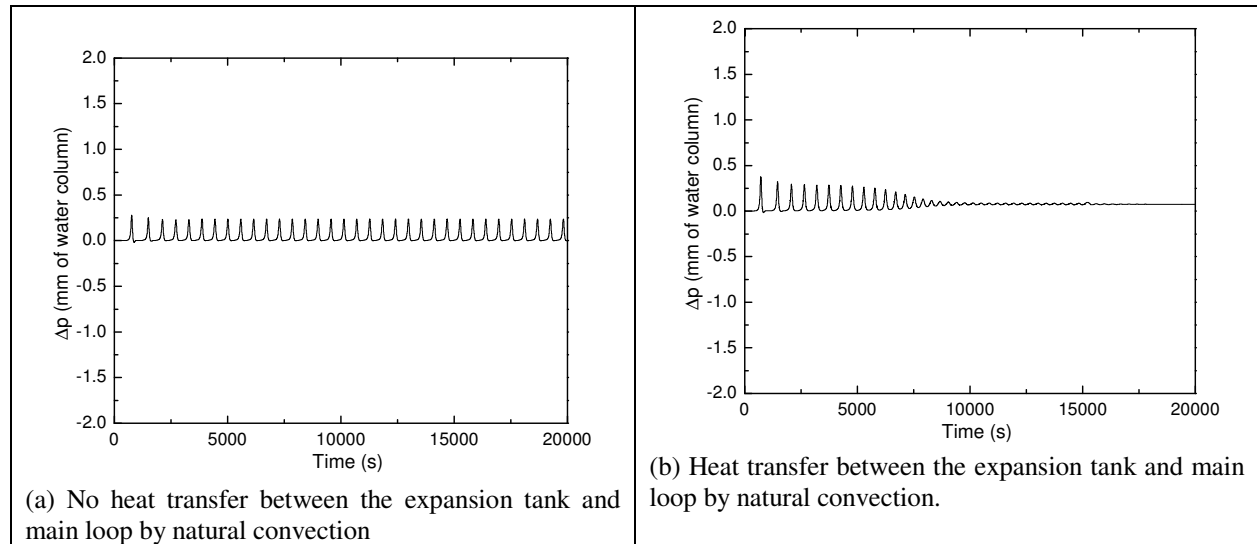 2.0
1.5
1.0
0.5
0.0
-0.5
-1.0
-1.5
-2.0
Δp (mm of water column)
0 5000 10000 15000 20000
Time (s)
(a) No heat transfer between the expansion tank and
main loop by natural convection
2.0
1.5
1.0
0.5
0.0
-0.5
-1.0
-1.5
-2.0
Δp (mm of water column)
0 5000 10000 15000 20000
Time (s)
(b) Heat transfer between the expansion tank and main
loop by natural convection.